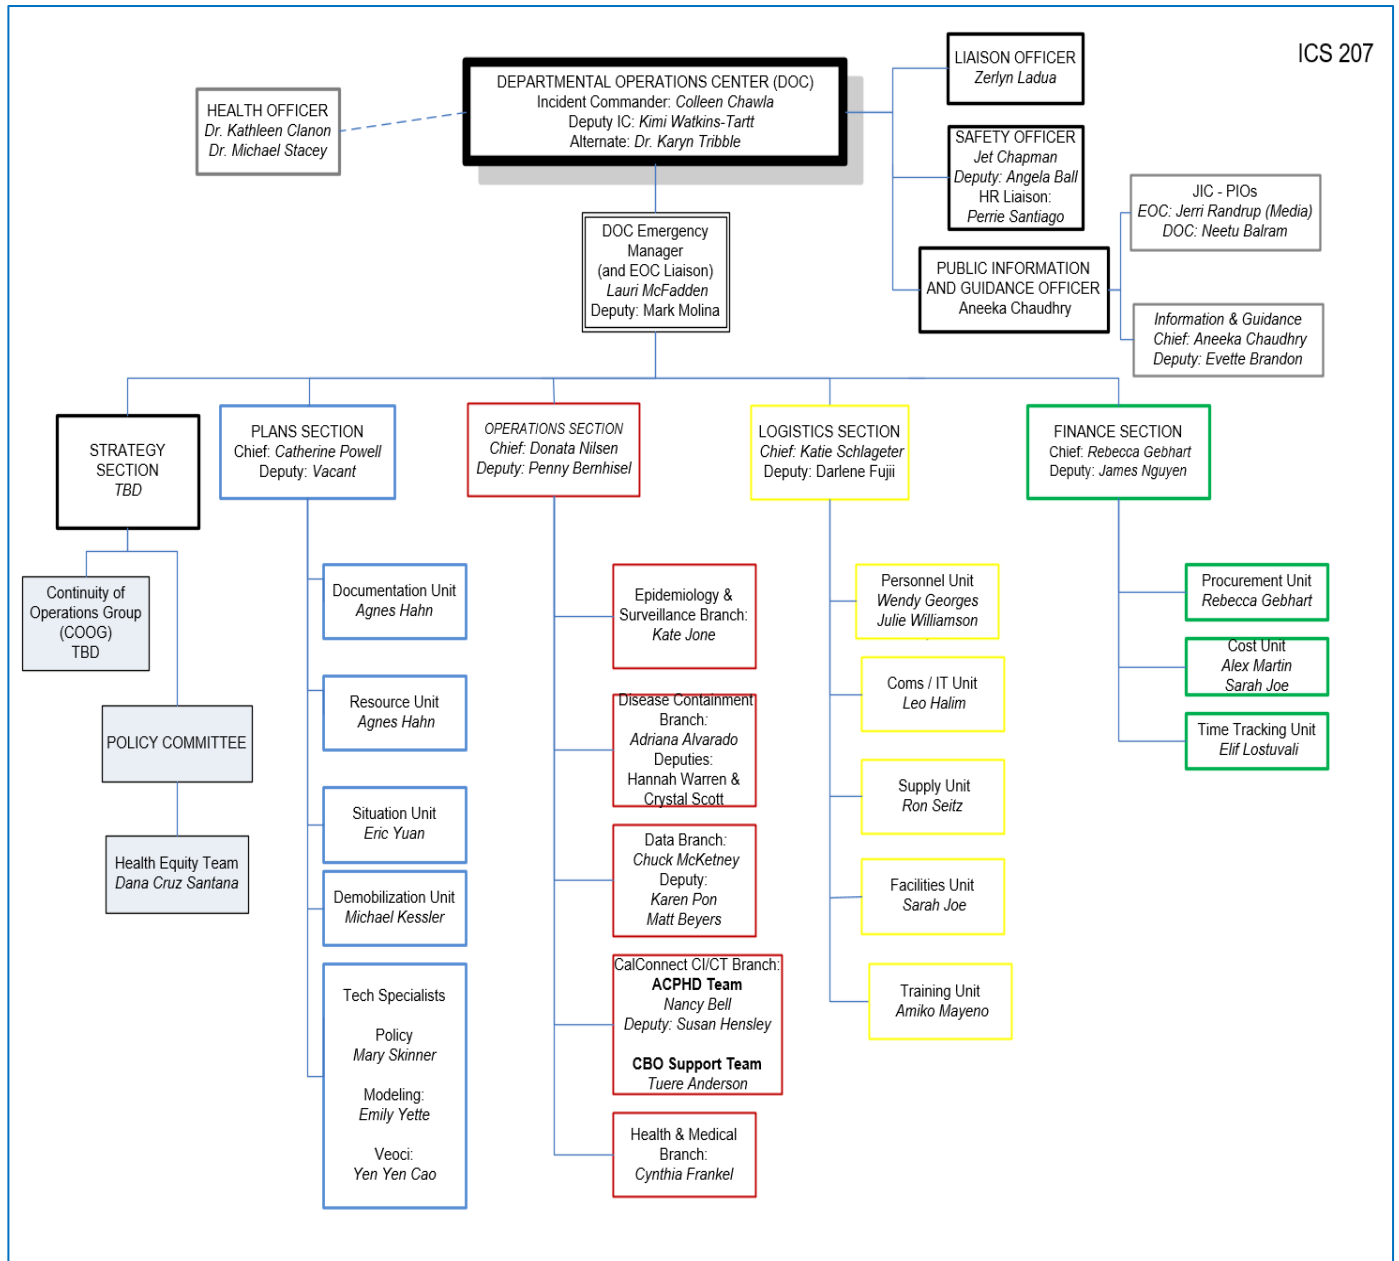 ICS 207
DEPARTMENTAL OPERATIONS CENTER (DOC)
Incident Commander: Colleen Chawla
Deputy IC: Kimi Watkins-Tartt
Alternate: Dr. Karyn Tribble
HEALTH OFFICER
Dr. Kathleen Clanon
Dr. Michael Stacey
LIAISON OFFICER
Zerlyn Ladua
SAFETY OFFICER
Jet Chapman
Deputy: Angela Ball
HR Liaison:
Perrie Santiago
PUBLIC INFORMATION
AND GUIDANCE OFFICER
Aneeka Chaudhry
JIC - PIOs
EOC: Jerri Randrup (Media)
DOC: Neetu Balram
Information & Guidance
Chief: Aneeka Chaudhry
Deputy: Evette Brandon
DOC Emergency
Manager
(and EOC Liaison)
Lauri McFadden
Deputy: Mark Molina
STRATEGY
SECTION
TBD
Continuity of
Operations Group
(COOG)
TBD
POLICY COMMITTEE
Health Equity Team
Dana Cruz Santana
PLANS SECTION
Chief: Catherine Powell
Deputy: Vacant
Documentation Unit
Agnes Hahn
Resource Unit
Agnes Hahn
Situation Unit
Eric Yuan
Demobilization Unit
Michael Kessler
Tech Specialists
Policy
Mary Skinner
Modeling:
Emily Yette
Veoci:
Yen Yen Cao
OPERATIONS SECTION
Chief: Donata Nilsen
Deputy: Penny Bernhisel
Epidemiology &
Surveillance Branch:
Kate Jone
Disease Containment
Branch:
Adriana Alvarado
Deputies:
Hannah Warren &
Crystal Scott
Data Branch:
Chuck McKetney
Deputy:
Karen Pon
Matt Beyers
CalConnect CI/CT Branch:
ACPHD Team
Nancy Bell
Deputy: Susan Hensley
CBO Support Team
Tuere Anderson
Health & Medical
Branch:
Cynthia Frankel
LOGISTICS SECTION
Chief: Katie Schlageter
Deputy: Darlene Fujii
Personnel Unit
Wendy Georges
Julie Williamson
Coms / IT Unit
Leo Halim
Supply Unit
Ron Seitz
Facilities Unit
Sarah Joe
Training Unit
Amiko Mayeno
FINANCE SECTION
Chief: Rebecca Gebhart
Deputy: James Nguyen
Procurement Unit
Rebecca Gebhart
Cost Unit
Alex Martin
Sarah Joe
Time Tracking Unit
Elif Lostuvali